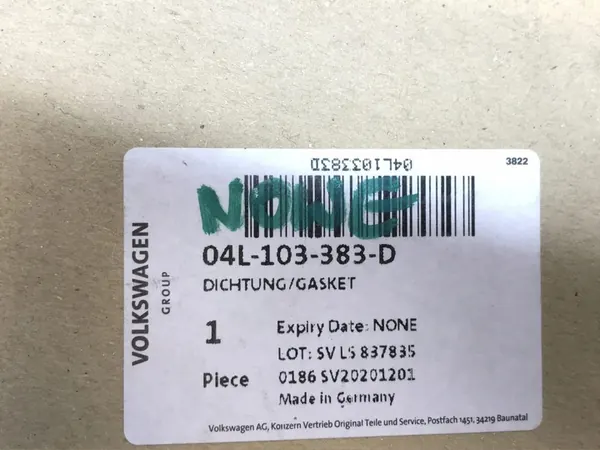 04L103383D
3822
NONE
04L-103-383-D
DICHTUNG/GASKET
VOLKSWAGEN
GROUP
1
Piece
Expiry Date: NONE
LOT: SV LS 837835
0186 SV20201201
Made in Germany
Volkswagen AG, Konzern Vertrieb Original Teile und Service, Postfach 1451, 34219 Baunatal